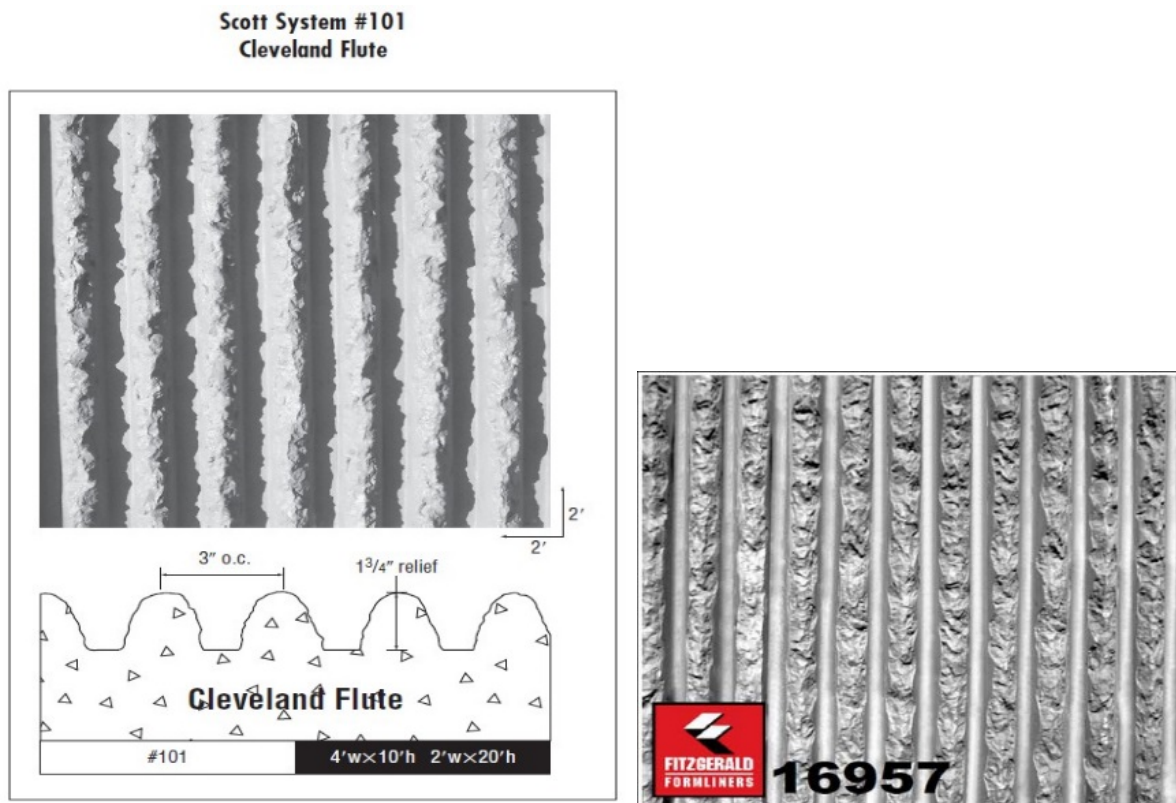 Scott System #101
Cleveland Flute
2'
2'
3" o.c.
1 3/4" relief
Cleveland Flute
#101
4'w×10'h 2'w×20'h
FITZGERALD
FORMLINERS
16957